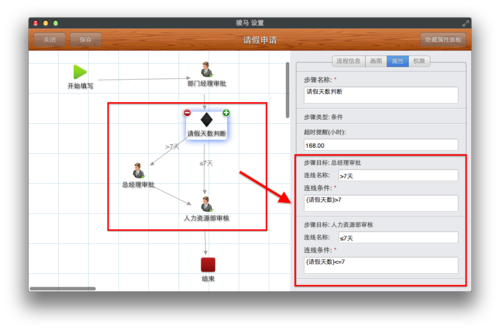 骏马 设置
关闭
保存
请假申请
隐藏属性面板
开始填写
部门经理审批
请假天数判断
>7天
≤7天
总经理审批
人力资源部审核
结束
流程信息
画图
属性
权限
步骤名称: *
请假天数判断
步骤类型: 条件
超时提醒(小时):
168.00
步骤目标: 总经理审批
连线名称: >7天
连线条件: *
{请假天数}>7
步骤目标: 人力资源部审核
连线名称: ≤7天
连线条件: *
{请假天数}<=7